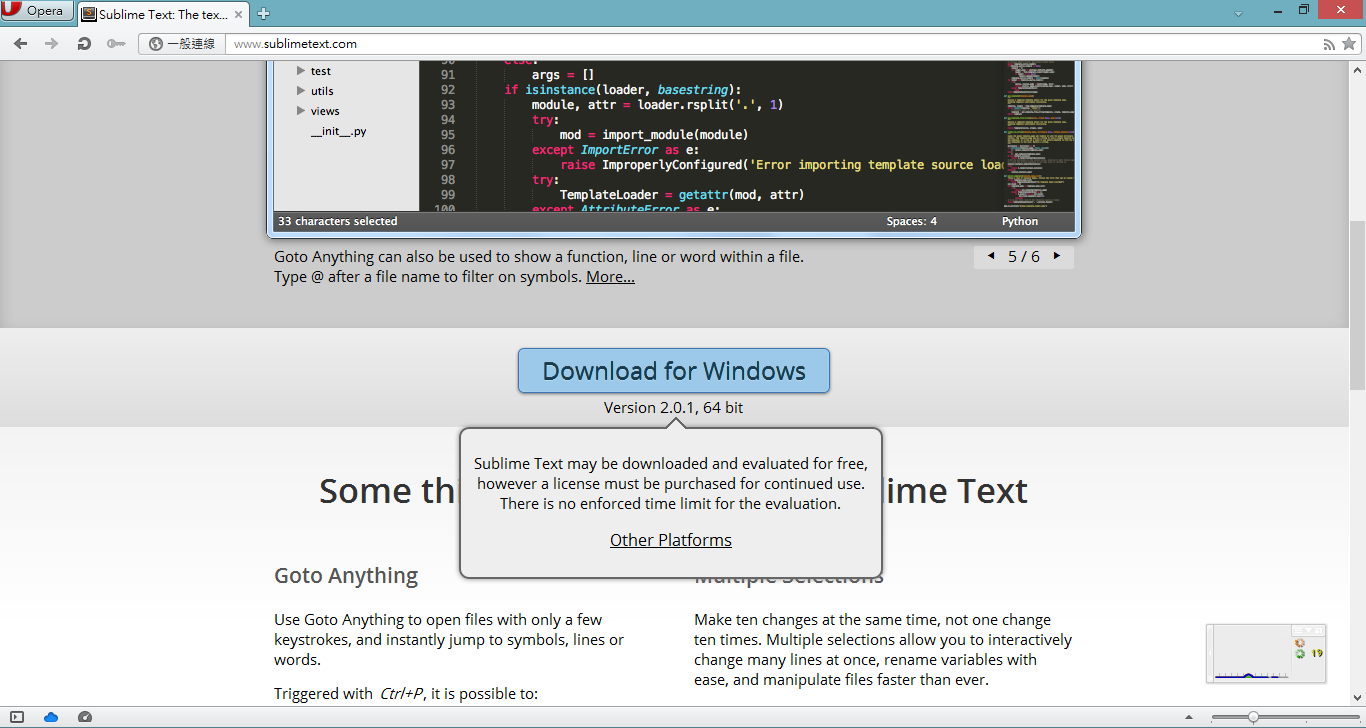 Opera
Sublime Text: The tex...
一般連線
www.sublimetext.com
test
utils
views
__init__.py
90 else:
91 args = []
92 if isinstance(loader, basestring):
93 module, attr = loader.rsplit('.', 1)
94 try:
95 mod = import_module(module)
96 except ImportError as e:
97 raise ImproperlyConfigured('Error importing template source loa
98 try:
99 TemplateLoader = getattr(mod, attr)
100 except AttributeError as e:
33 characters selected
Spaces: 4
Python
Goto Anything can also be used to show a function, line or word within a file.
Type @ after a file name to filter on symbols. More...
5 / 6
Download for Windows
Version 2.0.1, 64 bit
Sublime Text may be downloaded and evaluated for free,
however a license must be purchased for continued use.
There is no enforced time limit for the evaluation.
Other Platforms
Some thi
ime Text
Goto Anything
Multiple Selections
Use Goto Anything to open files with only a few
keystrokes, and instantly jump to symbols, lines or
words.
Triggered with Ctrl+P, it is possible to:
Make ten changes at the same time, not one change
ten times. Multiple selections allow you to interactively
change many lines at once, rename variables with
ease, and manipulate files faster than ever.
19